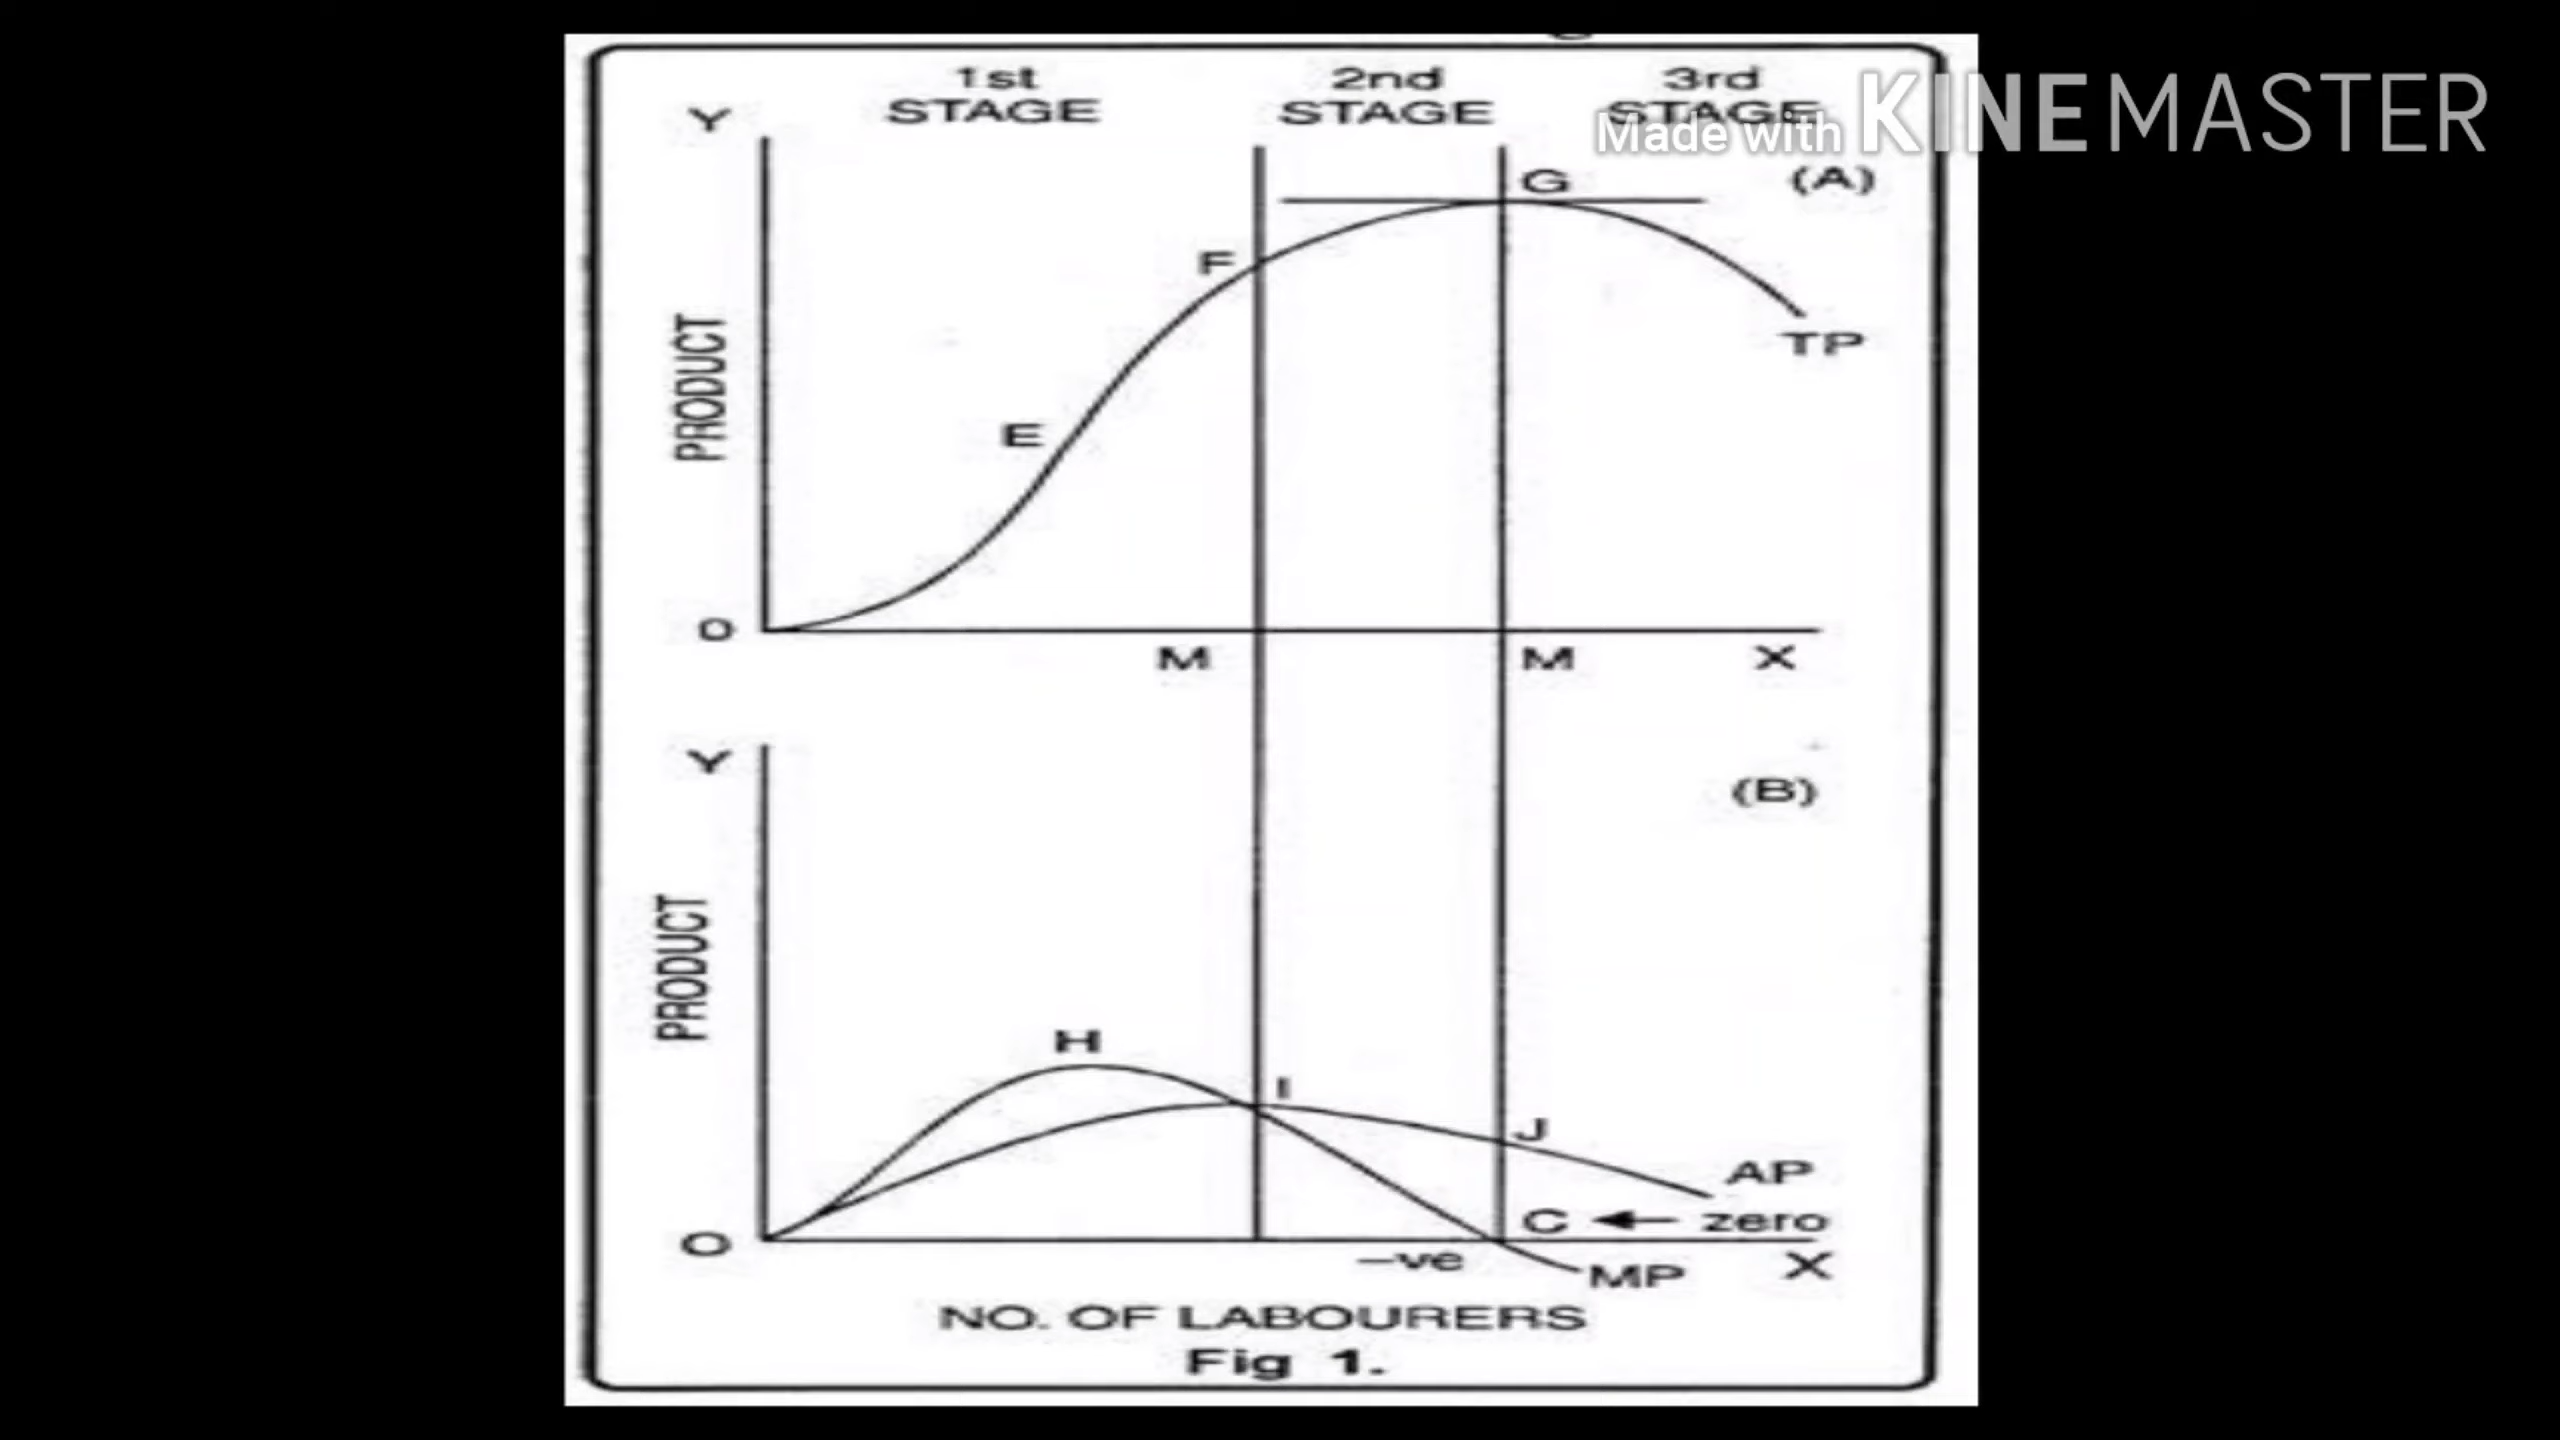 1st
STAGE
2nd
STAGE
3rd
STAGE
Made with KINEMASTER
Y
(A)
G
F
PRODUCT
TP
E
O
M
M
X
Y
(B)
PRODUCT
H
I
J
AP
C ← zero
O
–ve
MP
X
NO. OF LABOURERS
Fig 1.